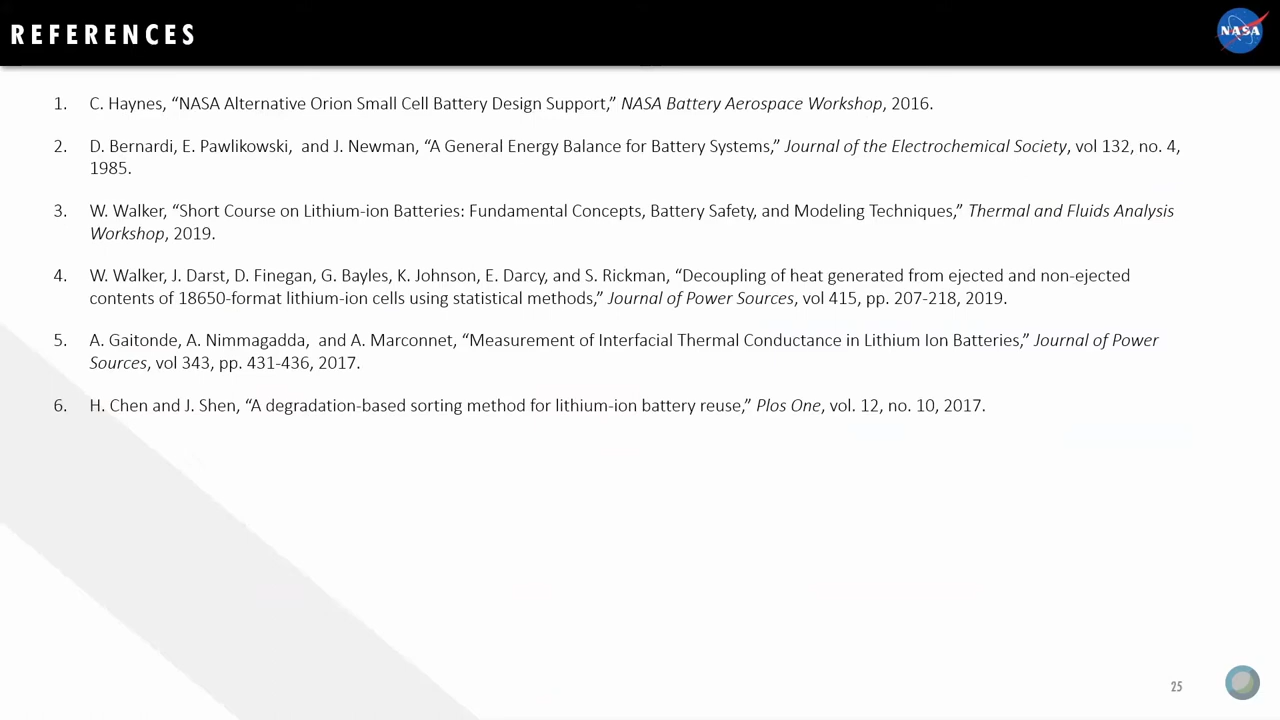 REFERENCES
NASA
1. C. Haynes, “NASA Alternative Orion Small Cell Battery Design Support,” NASA Battery Aerospace Workshop, 2016.
2. D. Bernardi, E. Pawlikowski,  and J. Newman, “A General Energy Balance for Battery Systems,” Journal of the Electrochemical Society, vol 132, no. 4,
1985.
3. W. Walker, “Short Course on Lithium-ion Batteries: Fundamental Concepts, Battery Safety, and Modeling Techniques,” Thermal and Fluids Analysis
Workshop, 2019.
4. W. Walker, J. Darst, D. Finegan, G. Bayles, K. Johnson, E. Darcy, and S. Rickman, “Decoupling of heat generated from ejected and non-ejected
contents of 18650-format lithium-ion cells using statistical methods,” Journal of Power Sources, vol 415, pp. 207-218, 2019.
5. A. Gaitonde, A. Nimmagadda,  and A. Marconnet, “Measurement of Interfacial Thermal Conductance in Lithium Ion Batteries,” Journal of Power
Sources, vol 343, pp. 431-436, 2017.
6. H. Chen and J. Shen, “A degradation-based sorting method for lithium-ion battery reuse,” Plos One, vol. 12, no. 10, 2017.
25